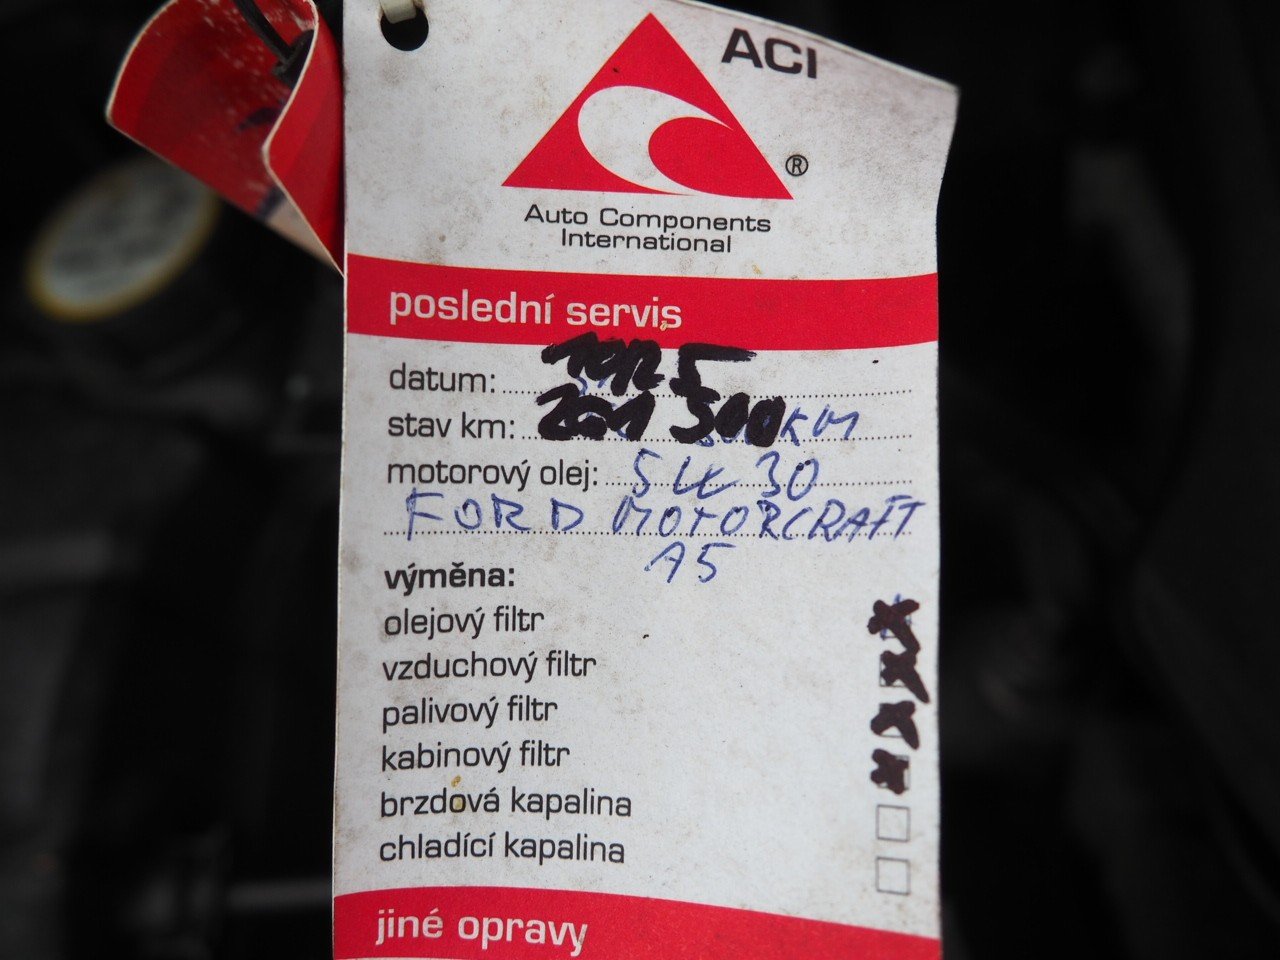 ACI
®
Auto Components
International
poslední servis
datum:
stav km: KM
motorový olej: 5W30
FORD MOTORCRAFT
A5
výměna:
olejový filtr
vzduchový filtr
palivový filtr
kabinový filtr
brzdová kapalina
chladící kapalina
jiné opravy